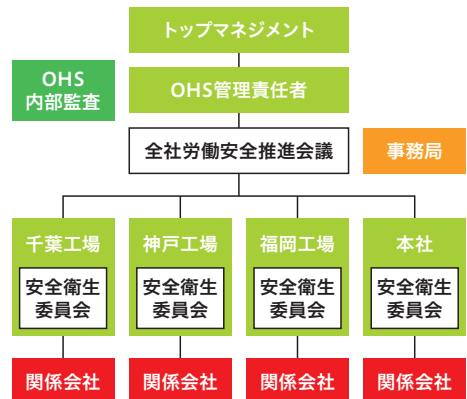 トップマネジメント
OHS
内部監査
OHS管理責任者
全社労働安全推進会議
事務局
千葉工場
神戸工場
福岡工場
本社
安全衛生
委員会
安全衛生
委員会
安全衛生
委員会
安全衛生
委員会
関係会社
関係会社
関係会社
関係会社